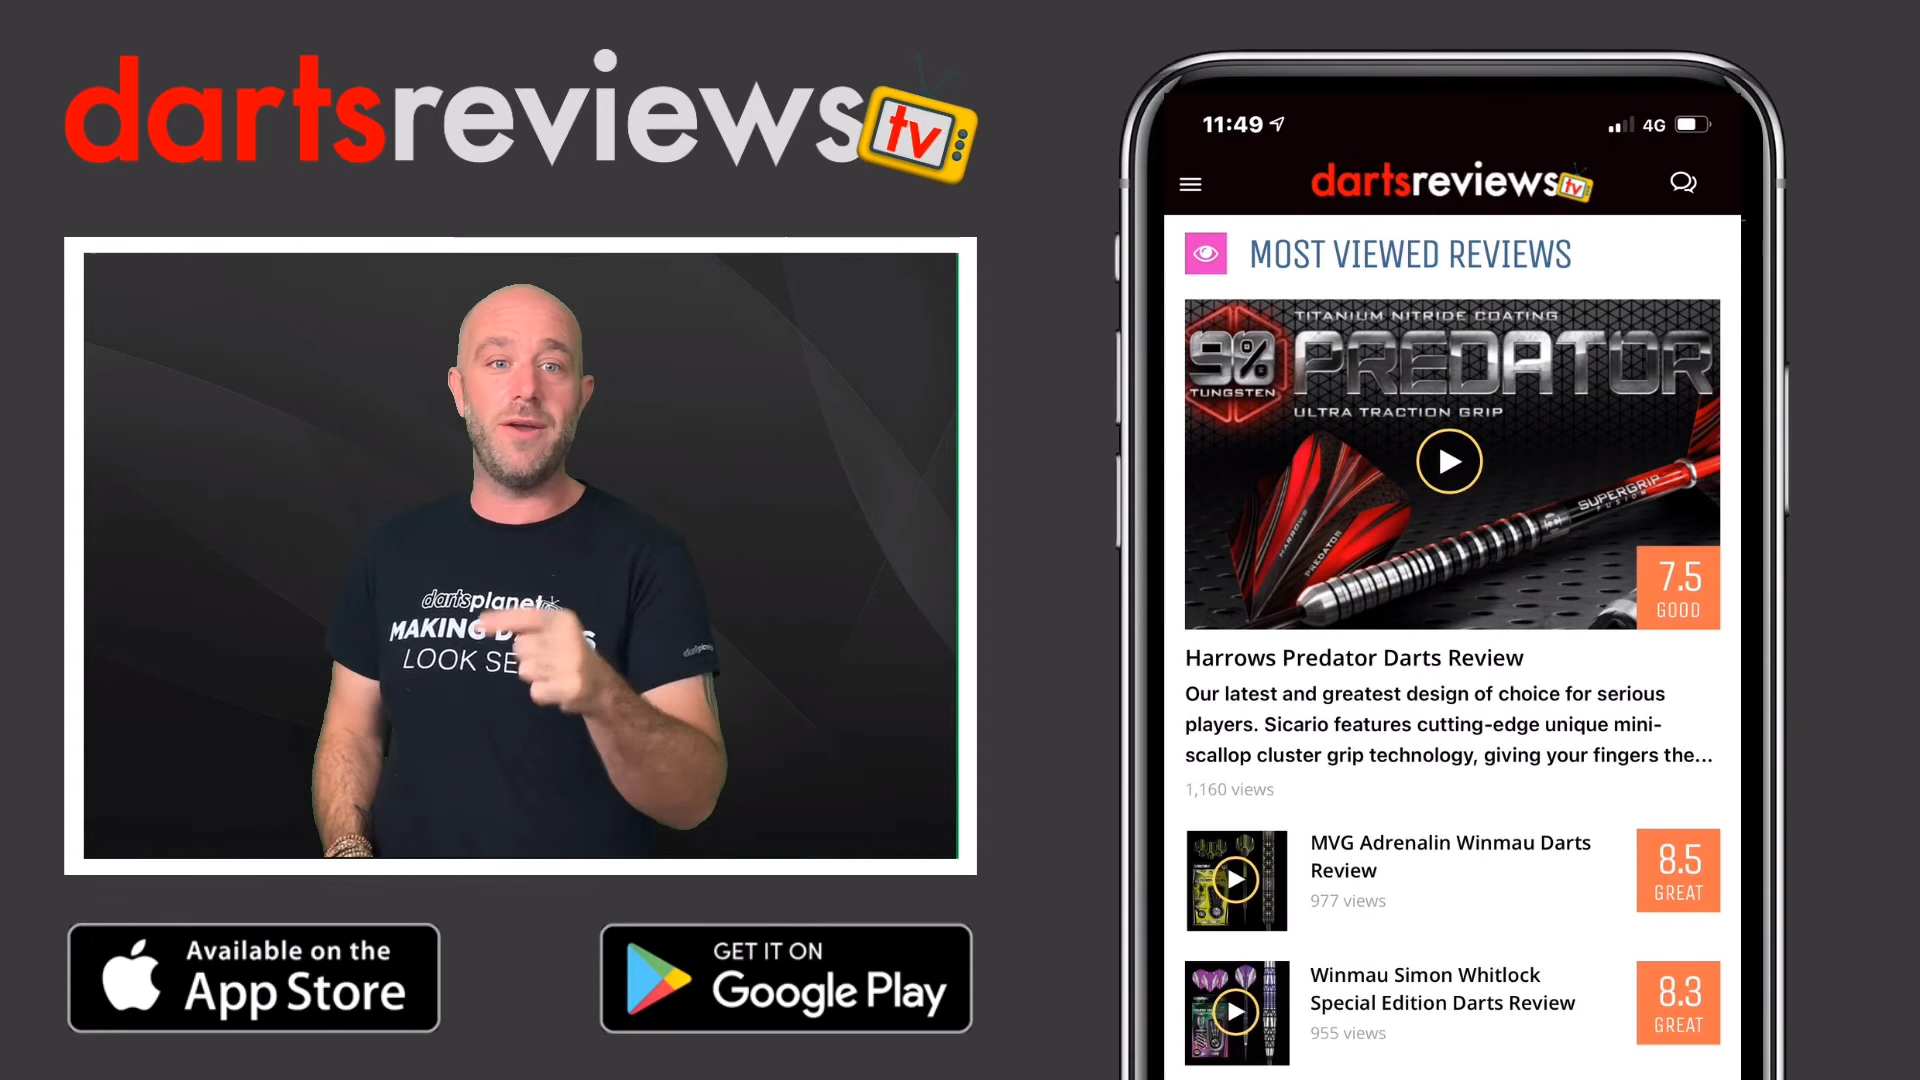 dartsreviews tv
dartsplanet
MAKING
LOOK
Available on the
App Store
GET IT ON
Google Play
11:49
4G
dartsreviews tv
MOST VIEWED REVIEWS
TITANIUM NITRIDE COATING
90%
TUNGSTEN
PREDATOR
ULTRA TRACTION GRIP
SUPERGRIP
FUSION
HARROWS
PREDATOR
7.5
GOOD
Harrows Predator Darts Review
Our latest and greatest design of choice for serious
players. Sicario features cutting-edge unique mini-
scallop cluster grip technology, giving your fingers the...
1,160 views
MVG Adrenalin Winmau Darts
Review
977 views
8.5
GREAT
Winmau Simon Whitlock
Special Edition Darts Review
955 views
8.3
GREAT